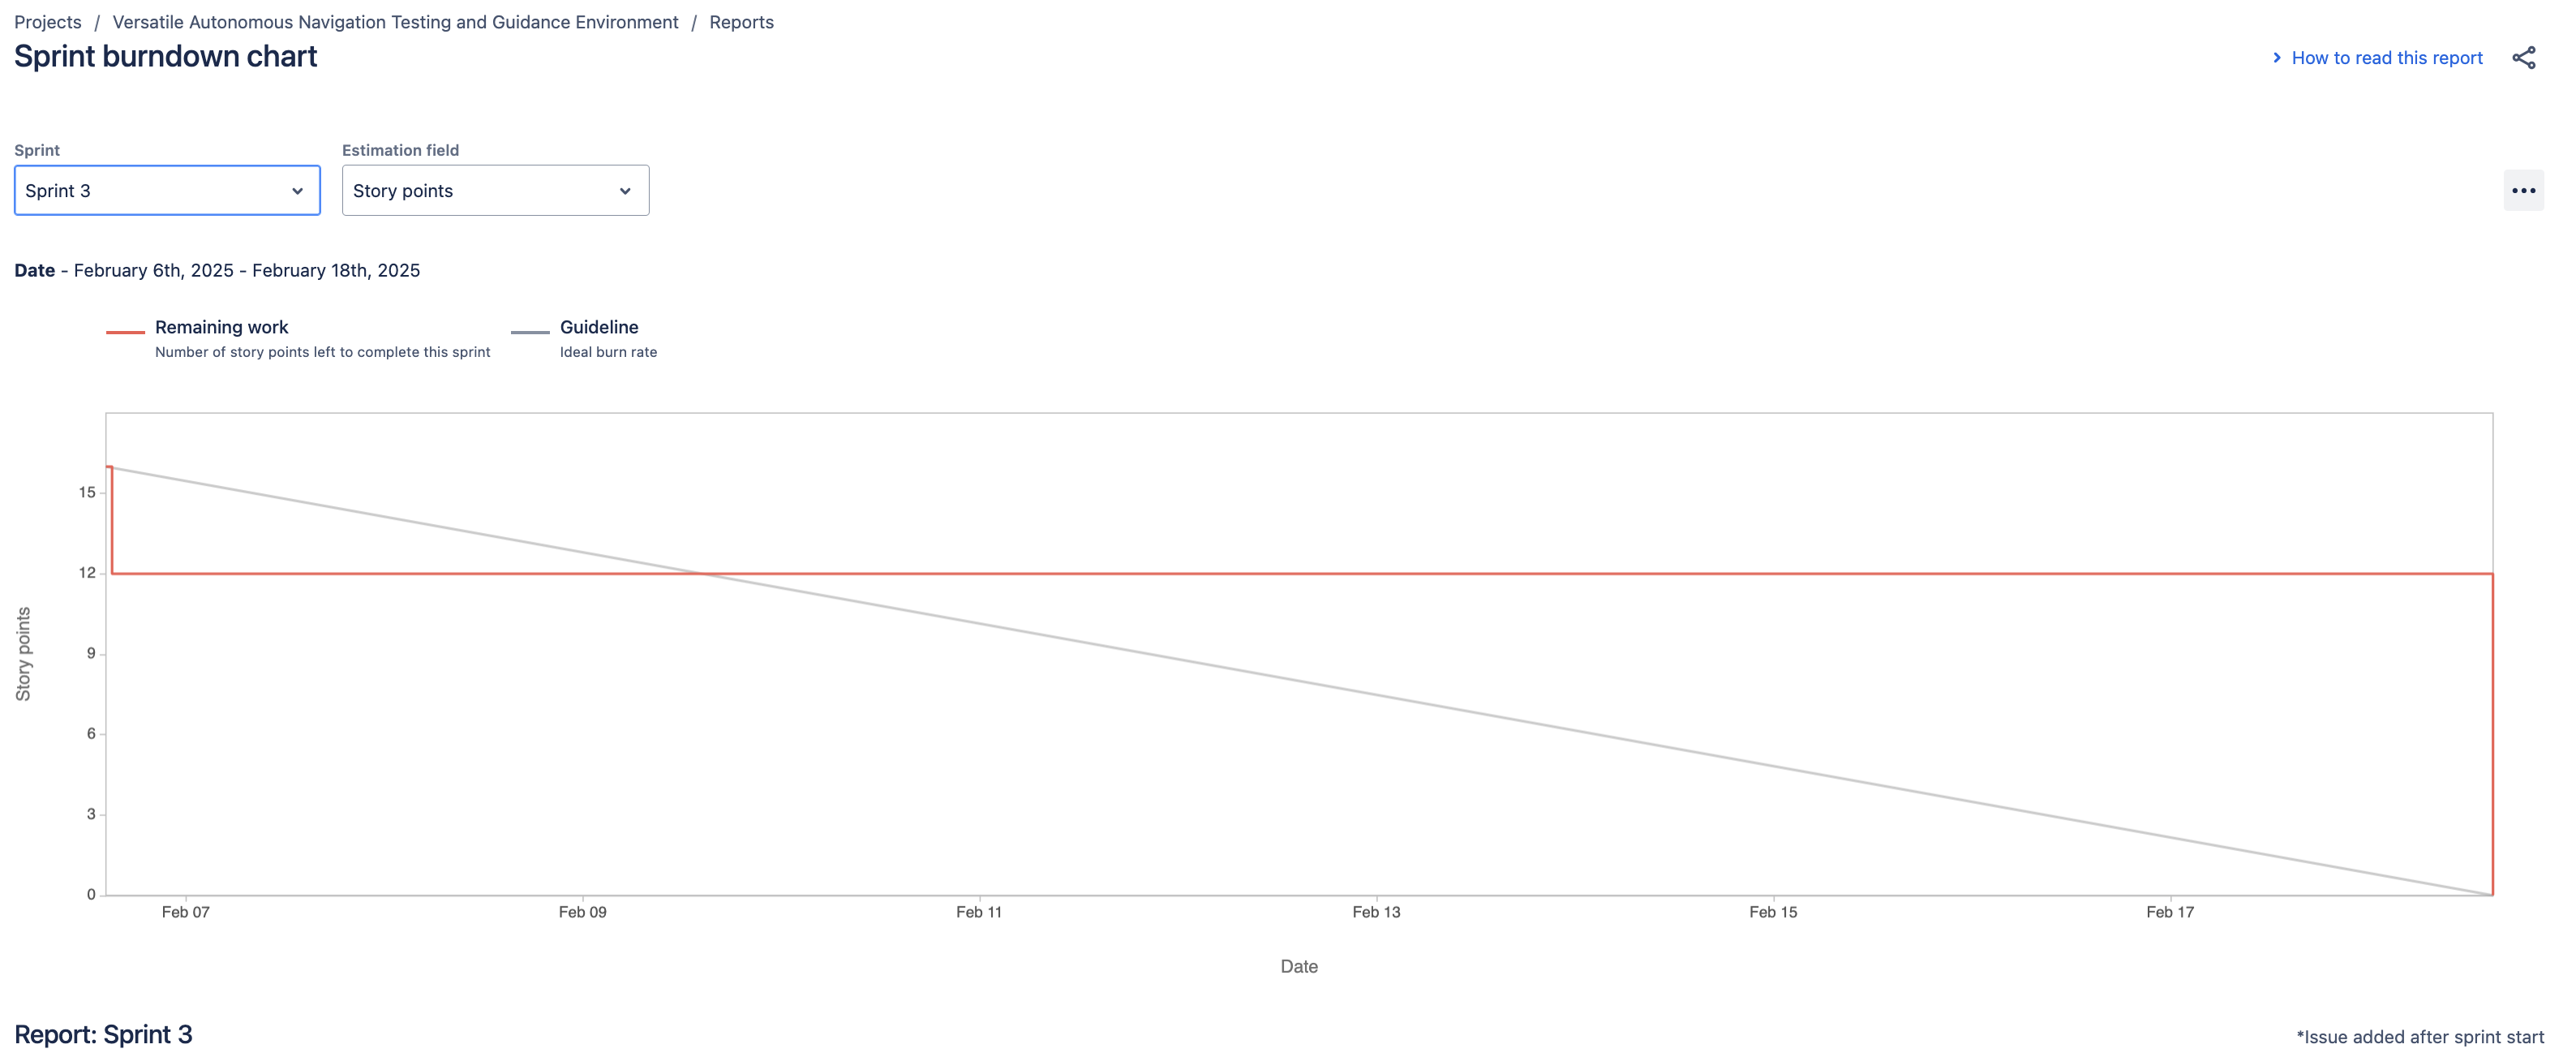 Projects / Versatile Autonomous Navigation Testing and Guidance Environment / Reports
Sprint burndown chart
How to read this report
Sprint
Estimation field
Sprint 3
Story points
Date - February 6th, 2025 - February 18th, 2025
Remaining work
Number of story points left to complete this sprint
Guideline
Ideal burn rate
Story points
15
12
9
6
3
0
Feb 07
Feb 09
Feb 11
Feb 13
Feb 15
Feb 17
Date
Report: Sprint 3
*Issue added after sprint start